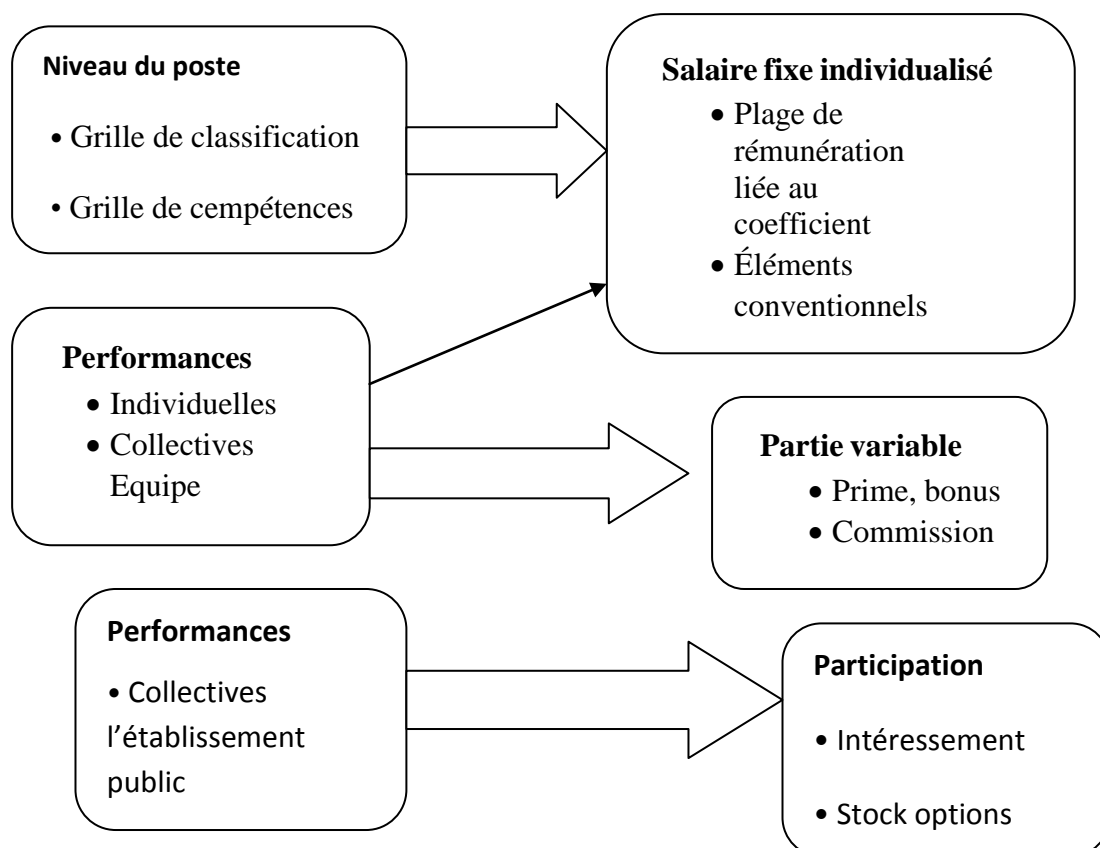 Niveau du poste
• Grille de classification
• Grille de cempétences
Salaire fixe individualisé
• Plage de
rémunération
liée au
coefficient
• Éléments
conventionnels
Performances
• Individuelles
• Collectives
Equipe
Partie variable
• Prime, bonus
• Commission
Performances
• Collectives
l’établissement
public
Participation
• Intéressement
• Stock options